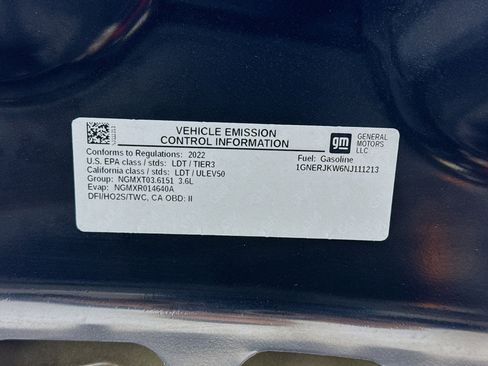 VEHICLE EMISSION
CONTROL INFORMATION
gm
GENERAL
MOTORS
LLC
Conforms to Regulations: 2022
U.S. EPA class / stds: LDT / TIER3
California class / stds: LDT / ULEV50
Group: NGMXT03.6151 3.6L
Evap: NGMXR014640A
DFI/HO2S/TWC, CA OBD: II
Fuel: Gasoline
1GNERJKW6NJ111213